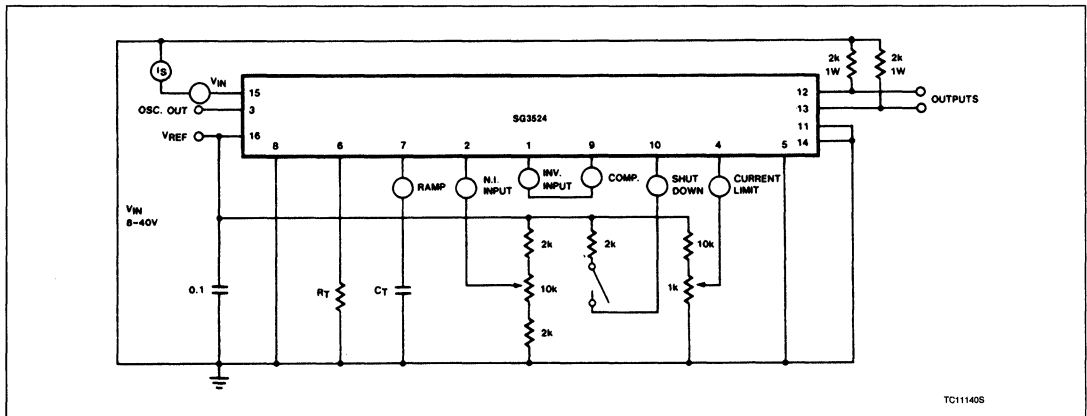 2k
1W
2k
1W
IS
VIN
15
3
16
OSC. OUT
VREF
SG3524
12
13
11
14
OUTPUTS
8
6
7
2
1
9
10
4
5
RAMP
N.I.
INPUT
INV.
INPUT
COMP.
SHUT
DOWN
CURRENT
LIMIT
VIN
8–40V
0.1
RT
CT
2k
10k
2k
2k
10k
1k
TC11140S